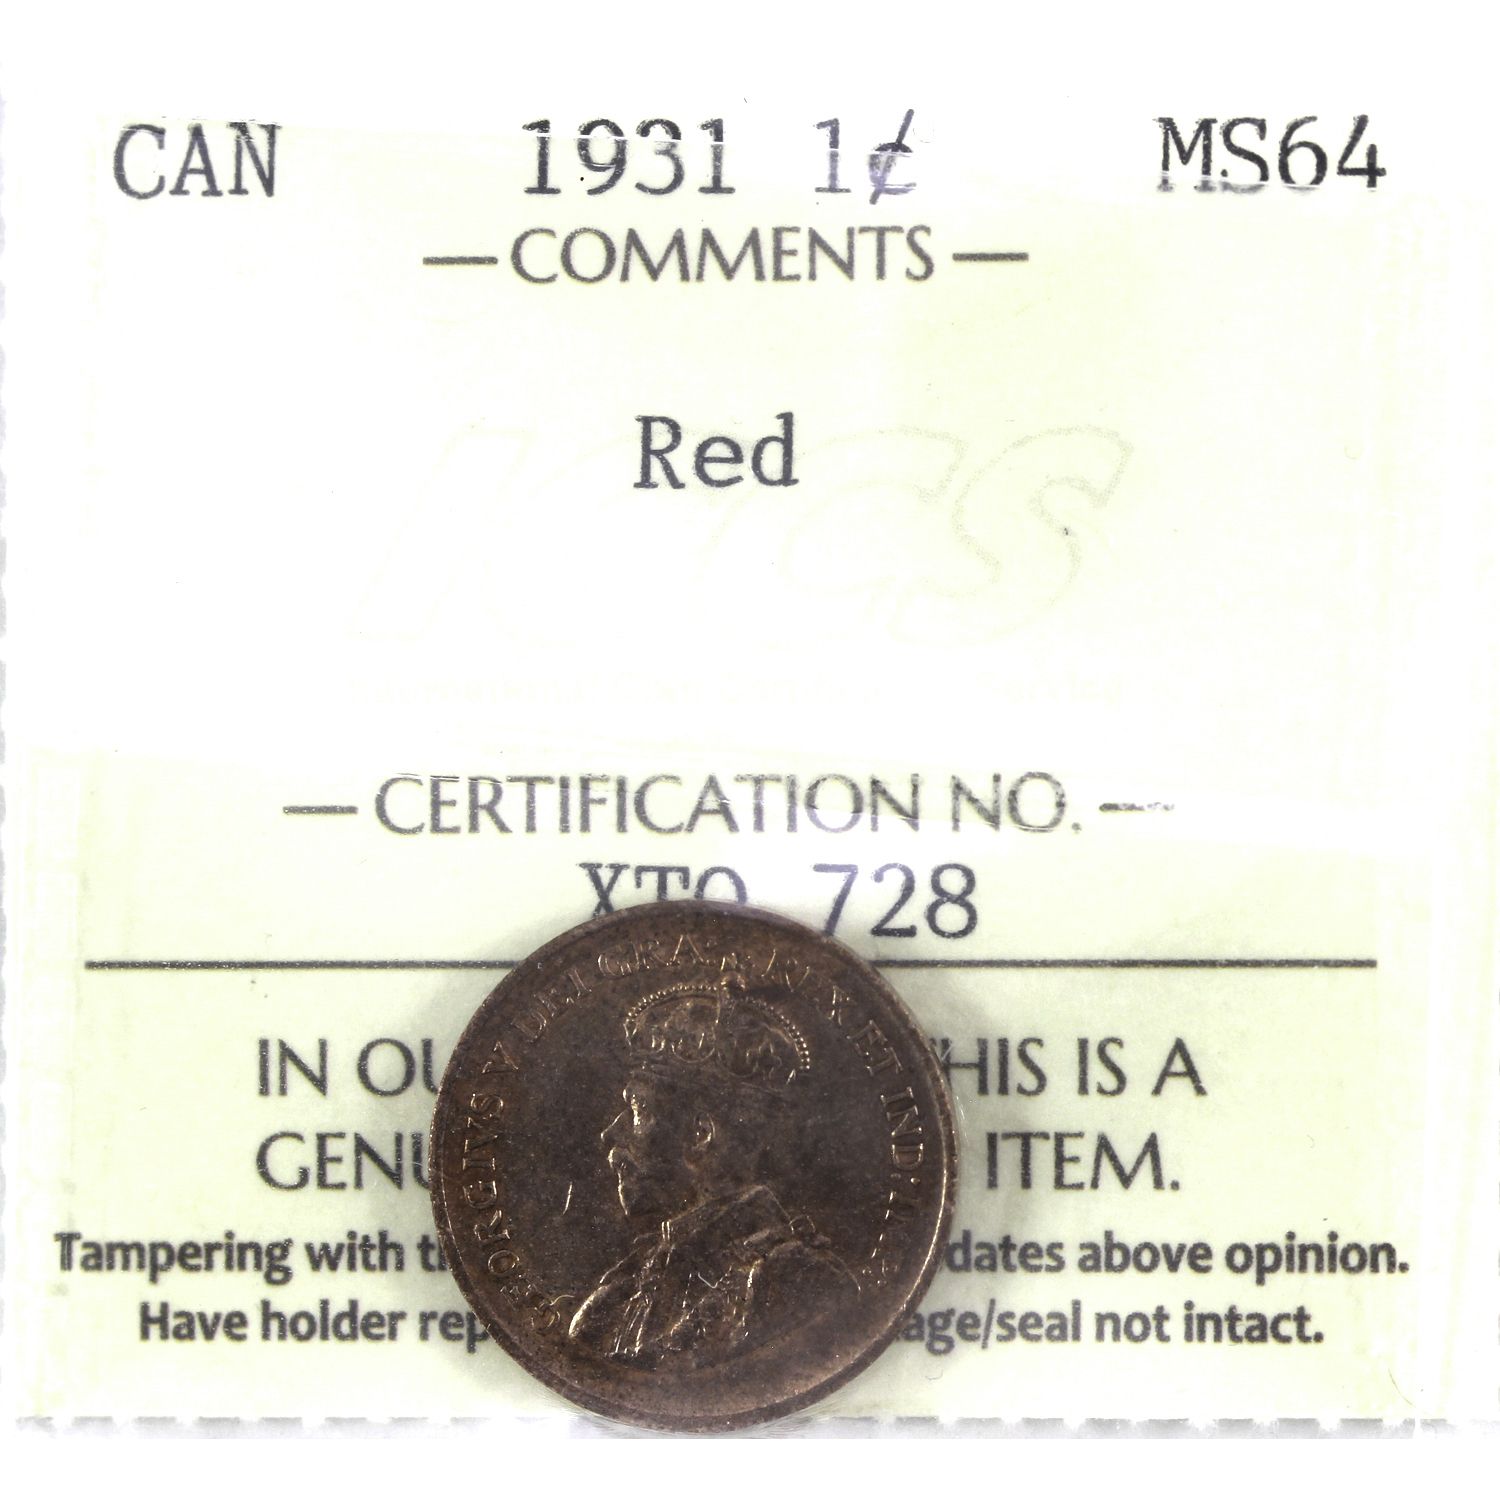 CAN 1931 1¢ MS64
COMMENTS
Red
ICCS
CERTIFICATION NO.
728
IN OU HIS IS A
GENU ITEM.
Tampering with t dates above opinion.
Have holder rep age/seal not intact.
GEORGIVS V DEI GRA: REX ET IND: